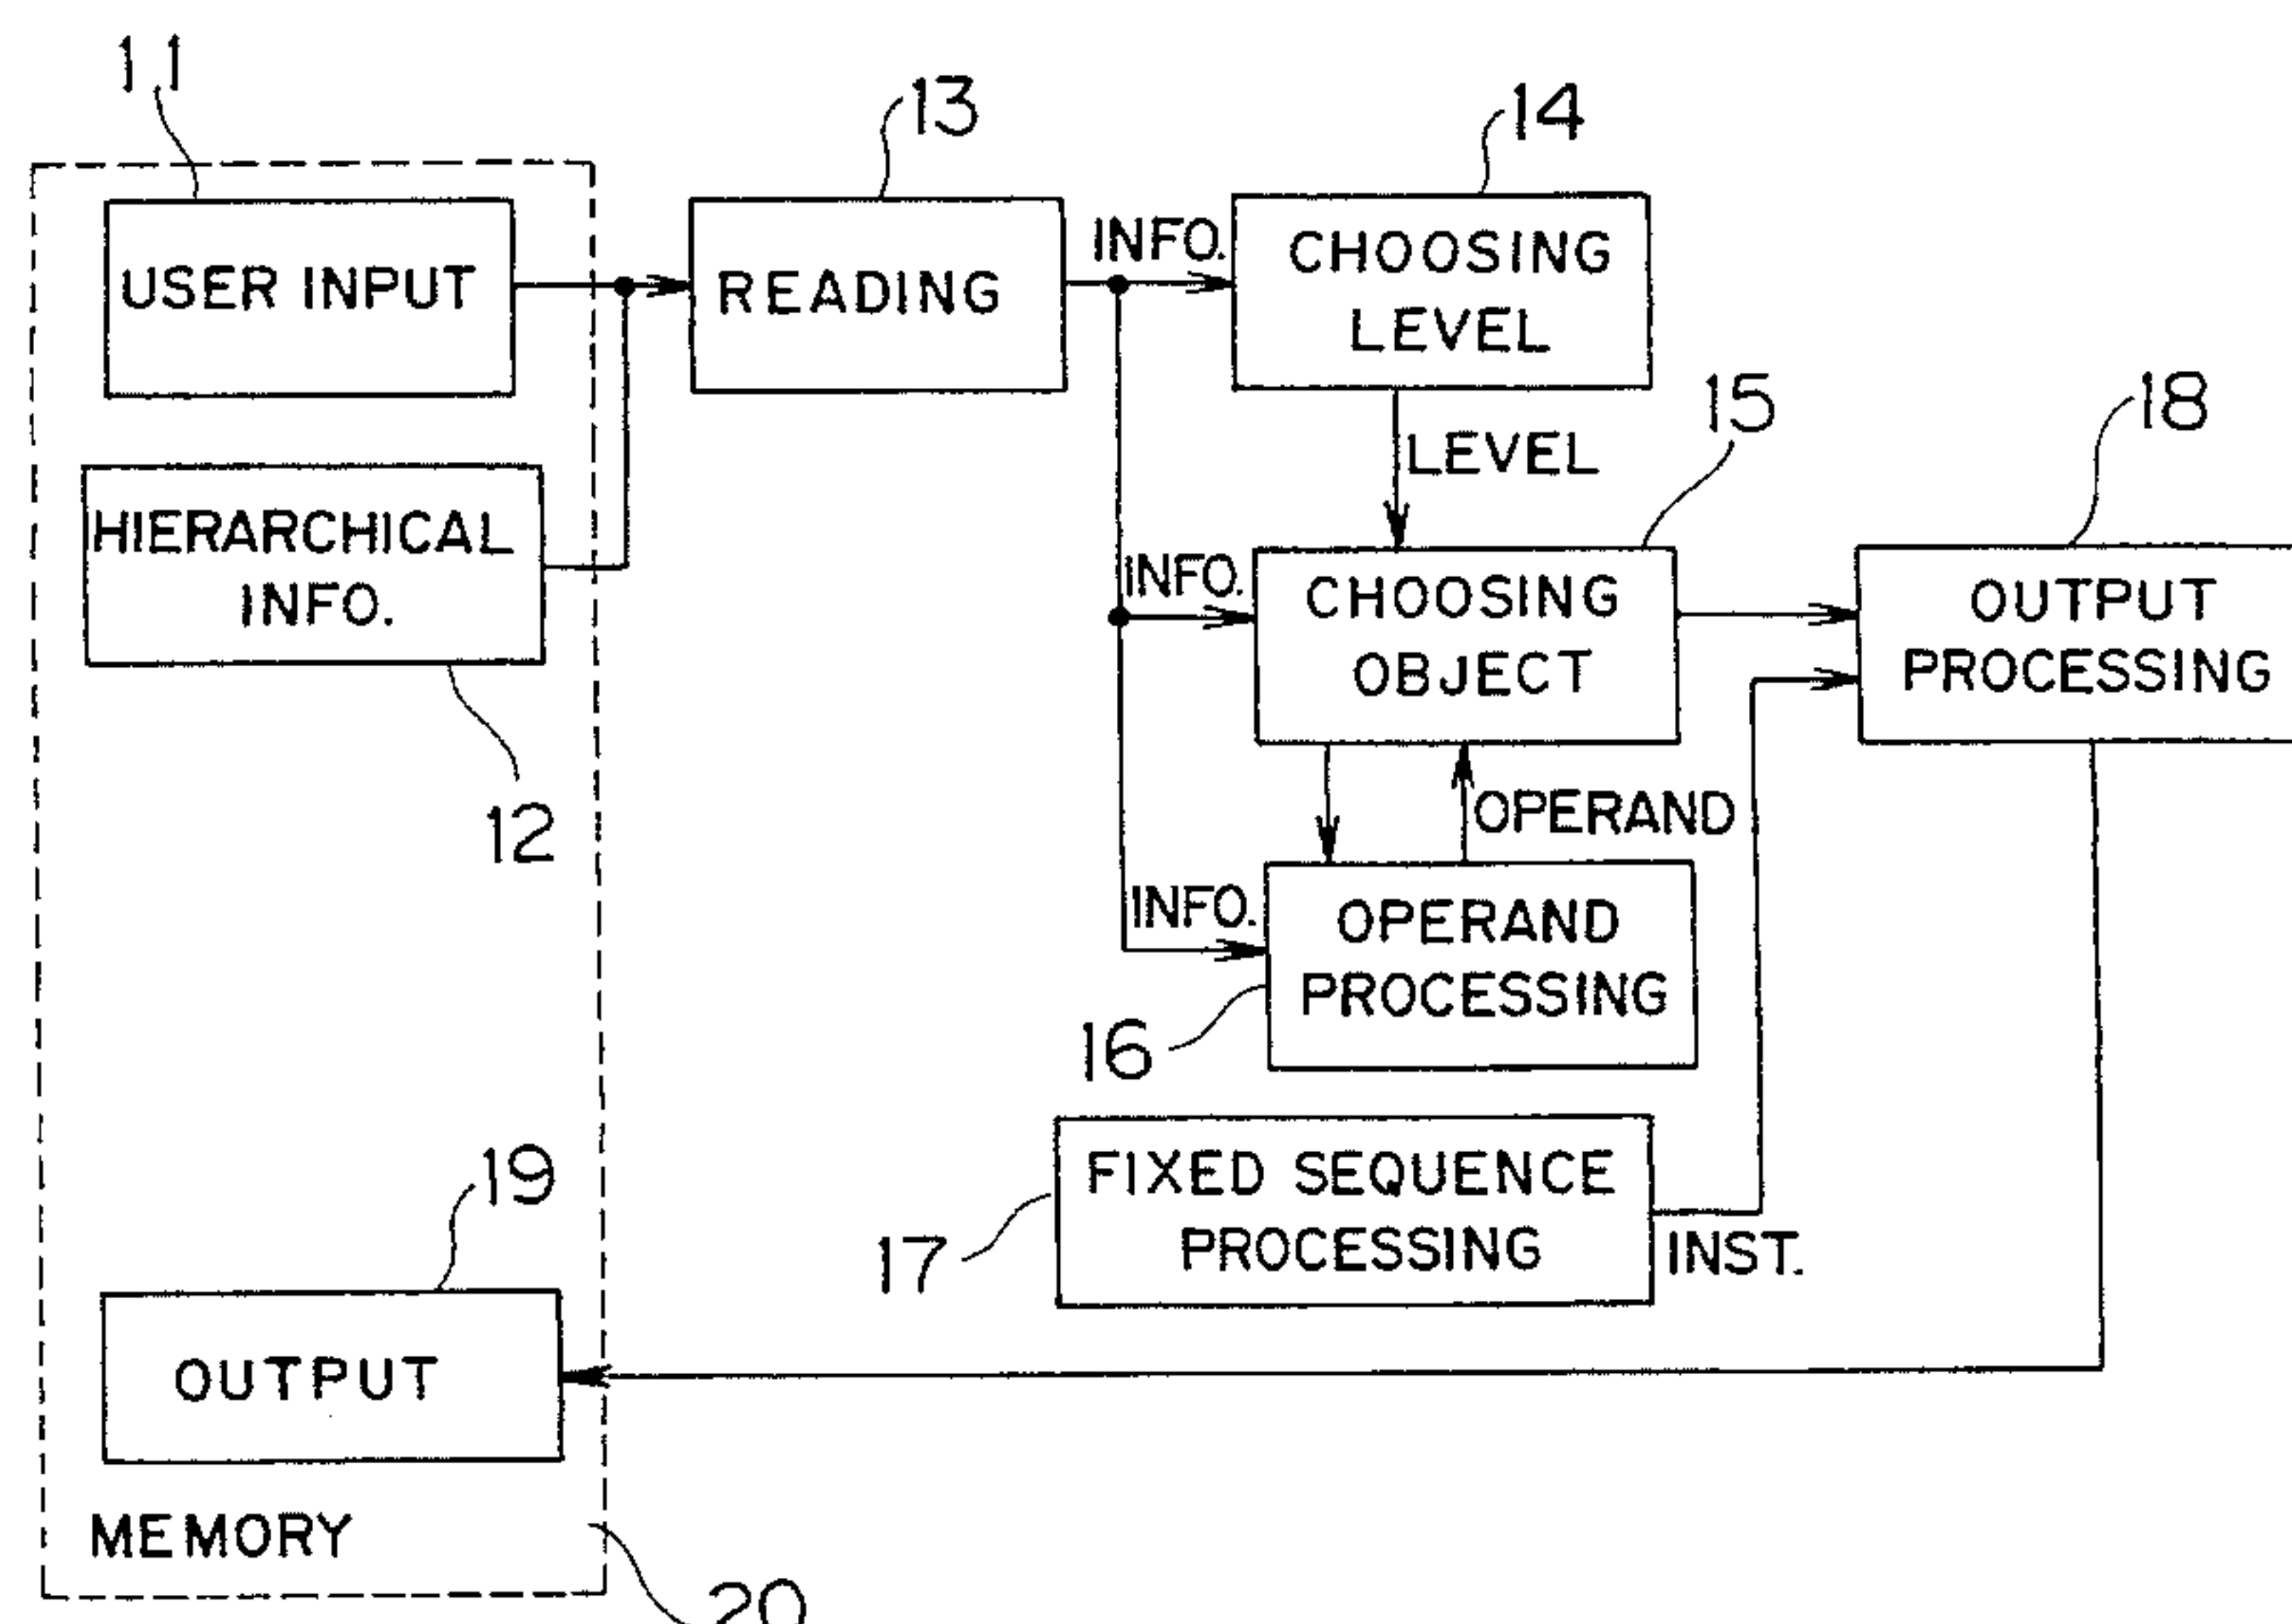 11
13
14
USER INPUT
READING
INFO.
CHOOSING
LEVEL
LEVEL
15
18
HIERARCHICAL
INFO.
INFO.
CHOOSING
OBJECT
OUTPUT
PROCESSING
12
OPERAND
INFO.
OPERAND
PROCESSING
16
FIXED SEQUENCE
PROCESSING
17
INST.
19
OUTPUT
MEMORY
20